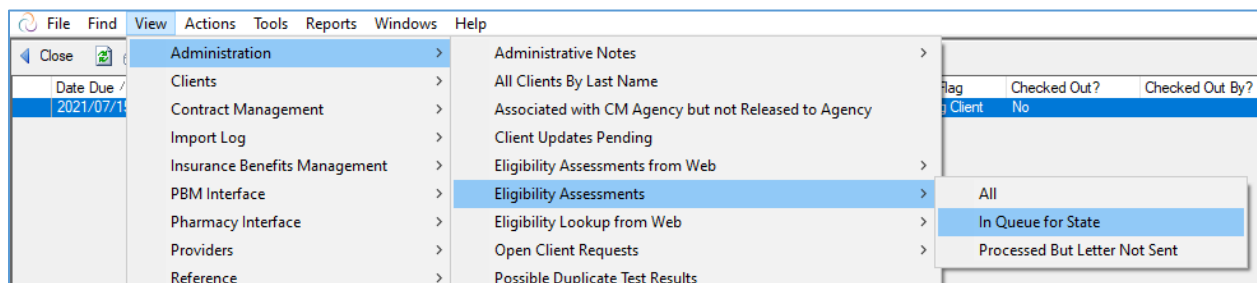 File Find View Actions Tools Reports Windows Help
Close
Administration
Clients
Contract Management
Import Log
Insurance Benefits Management
PBM Interface
Pharmacy Interface
Providers
Reference
Administrative Notes
All Clients By Last Name
Associated with CM Agency but not Released to Agency
Client Updates Pending
Eligibility Assessments from Web
Eligibility Assessments
Eligibility Lookup from Web
Open Client Requests
Possible Duplicate Test Results
All
In Queue for State
Processed But Letter Not Sent
Date Due Flag Checked Out? Checked Out By?
2021/07/15 Client No